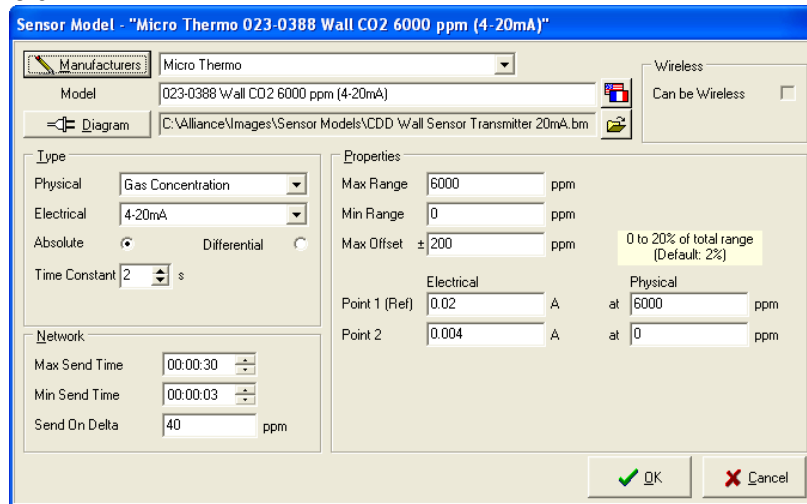 Sensor Model - "Micro Thermo 023-0388 Wall CO2 6000 ppm (4-20mA)"
Manufacturers Micro Thermo
Wireless
Model 023-0388 Wall CO2 6000 ppm (4-20mA)
Can be Wireless
Diagram C:\Alliance\Images\Sensor Models\CDD Wall Sensor Transmitter 20mA.bm
Type
Physical Gas Concentration
Electrical 4-20mA
Absolute Differential
Time Constant 2 s
Properties
Max Range 6000 ppm
Min Range 0 ppm
Max Offset ± 200 ppm
0 to 20% of total range
(Default: 2%)
Electrical Physical
Point 1 (Ref) 0.02 A at 6000 ppm
Point 2 0.004 A at 0 ppm
Network
Max Send Time 00:00:30
Min Send Time 00:00:03
Send On Delta 40 ppm
OK Cancel